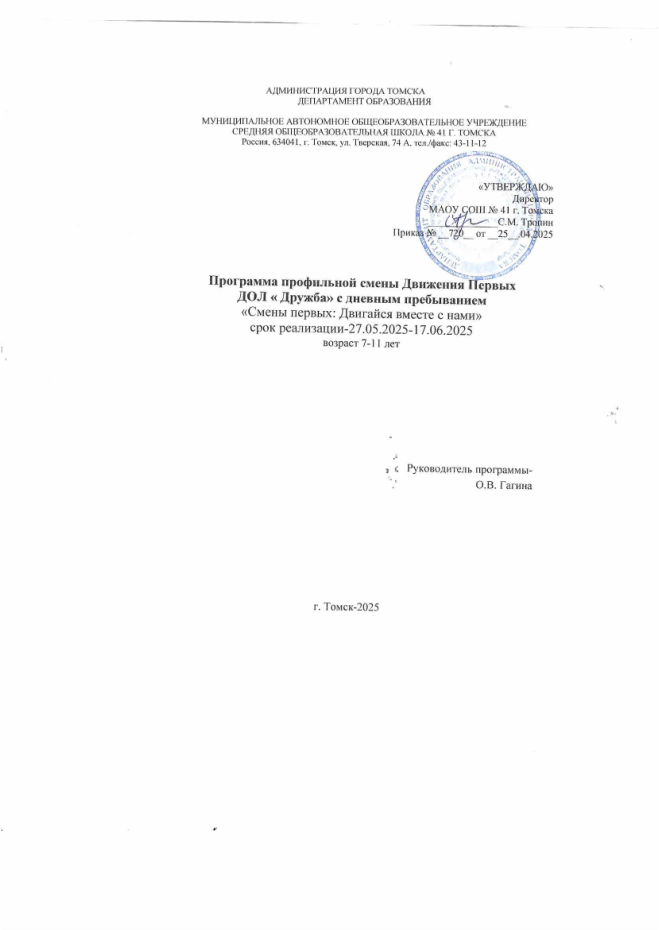 АДМИНИСТРАЦИЯ ГОРОДА ТОМСКА
ДЕПАРТАМЕНТ ОБРАЗОВАНИЯ
МУНИЦИПАЛЬНОЕ АВТОНОМНОЕ ОБЩЕОБРАЗОВАТЕЛЬНОЕ УЧРЕЖДЕНИЕ
СРЕДНЯЯ ОБЩЕОБРАЗОВАТЕЛЬНАЯ ШКОЛА № 41 Г. ТОМСКА
Россия, 634041, г. Томск, ул. Тверская, 74 А, тел./факс: 43-11-12
«УТВЕРЖДАЮ»
Директор
МАОУ СОШ № 41 г. Томска
С.М. Тропин
Приказ № __720__ от __25__.04.2025
Программа профильной смены Движения Первых
ДОЛ « Дружба» с дневным пребыванием
«Смены первых: Двигайся вместе с нами»
срок реализации-27.05.2025-17.06.2025
возраст 7-11 лет
Руководитель программы-
О.В. Гагина
г. Томск-2025